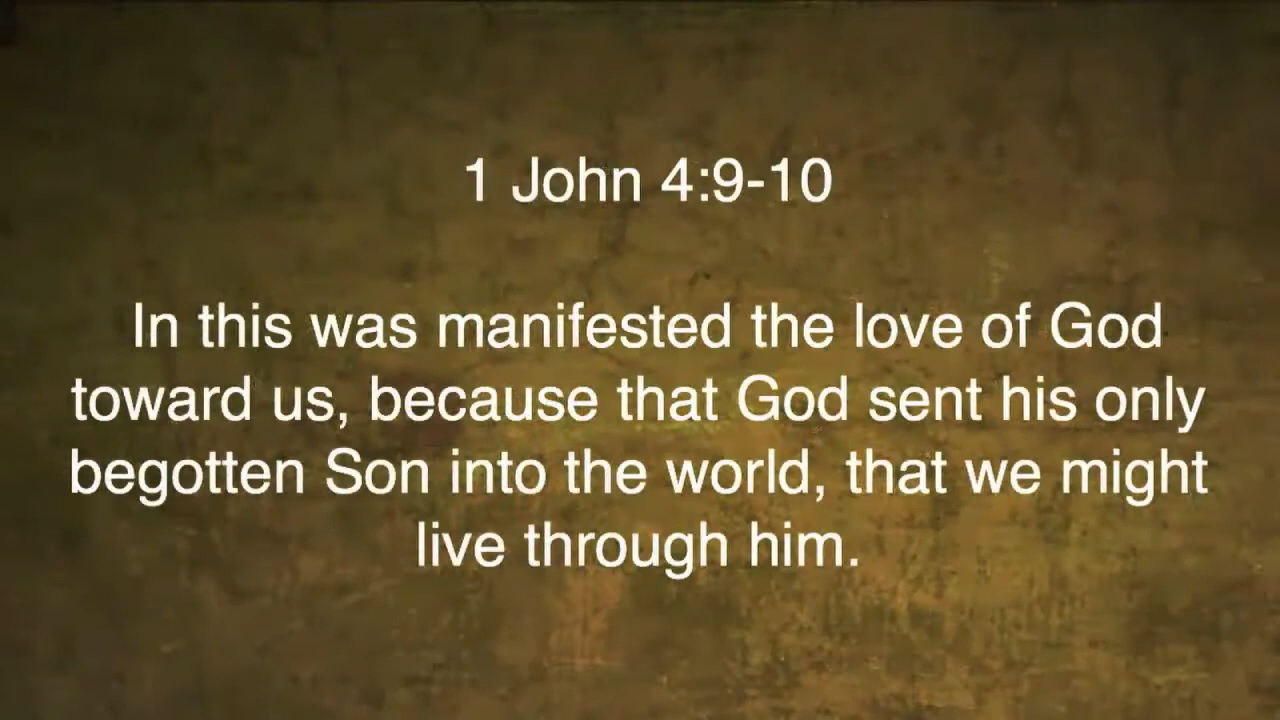 1 John 4:9-10
In this was manifested the love of God
toward us, because that God sent his only
begotten Son into the world, that we might
live through him.